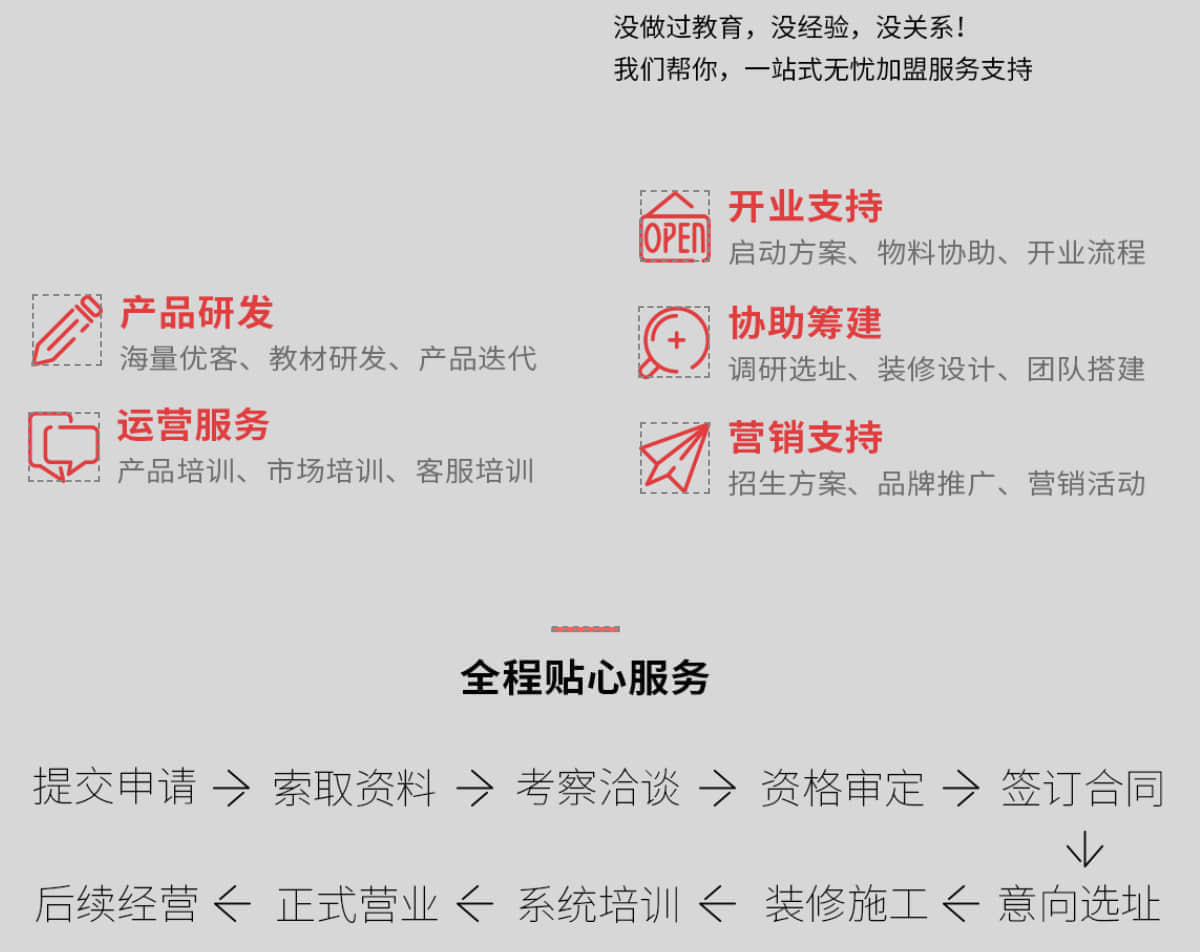 没做过教育，没经验，没关系！
我们帮你，一站式无忧加盟服务支持
OPEN
开业支持
启动方案、物料协助、开业流程
产品研发
海量优客、教材研发、产品迭代
协助筹建
调研选址、装修设计、团队搭建
运营服务
产品培训、市场培训、客服培训
营销支持
招生方案、品牌推广、营销活动
全程贴心服务
提交申请 → 索取资料 → 考察洽谈 → 资格审定 → 签订合同
↓
后续经营 ← 正式营业 ← 系统培训 ← 装修施工 ← 意向选址